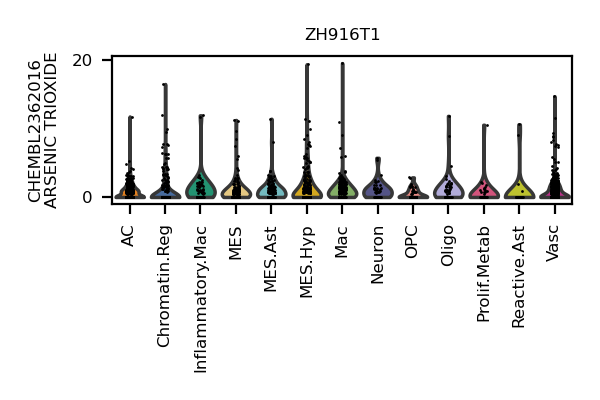 ZH916T1
CHEMBL2362016
ARSENIC TRIOXIDE
20
0
AC
Chromatin.Reg
Inflammatory.Mac
MES
MES.Ast
MES.Hyp
Mac
Neuron
OPC
Oligo
Prolif.Metab
Reactive.Ast
Vasc